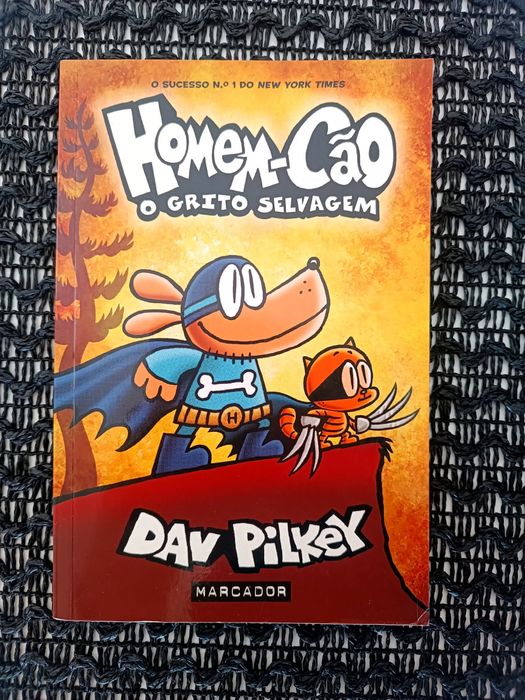 O SUCESSO N.º 1 DO NEW YORK TIMES
HOMEM-CÃO
O GRITO SELVAGEM
H
DAV PILKEY
MARCADOR